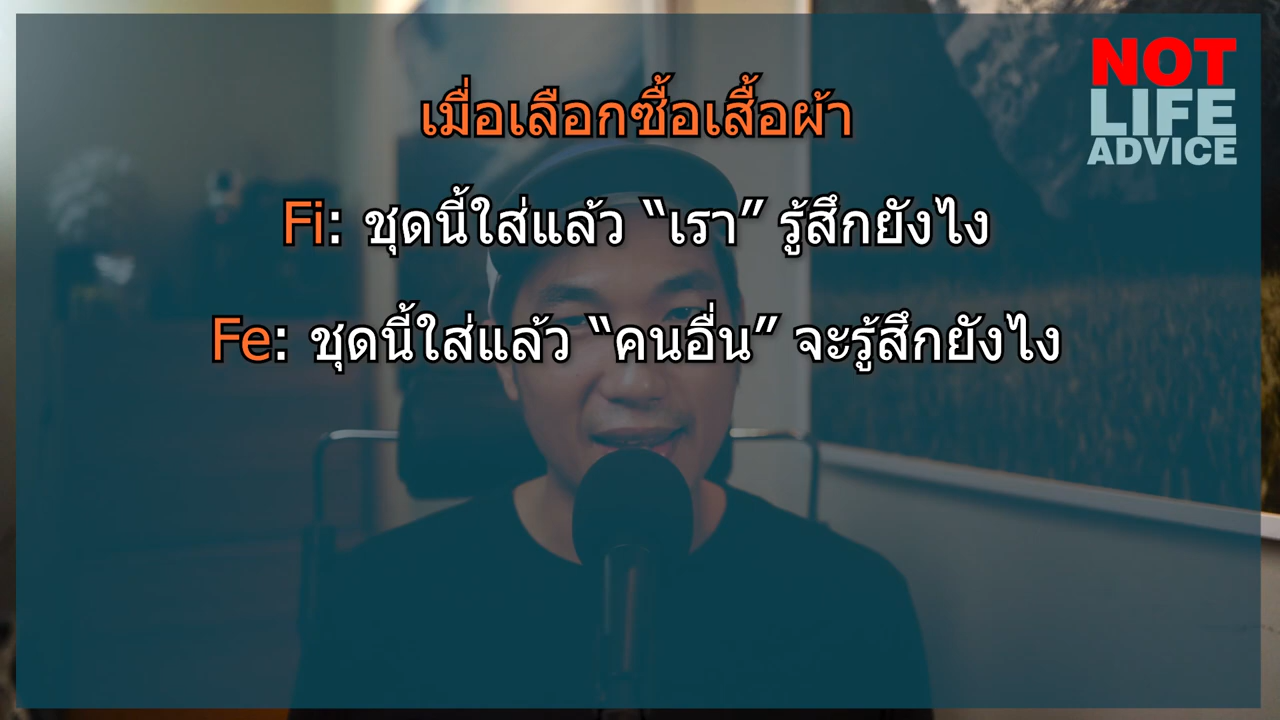 เมื่อเลือกซื้อเสื้อผ้า
Fi: ชุดนี้ใส่แล้ว “เรา” รู้สึกยังไง
Fe: ชุดนี้ใส่แล้ว “คนอื่น” จะรู้สึกยังไง
NOT
LIFE
ADVICE